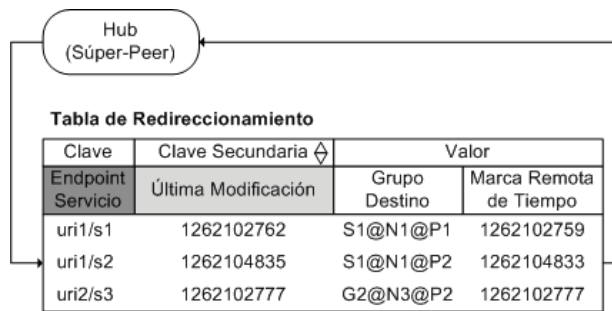 Hub
(Súper-Peer)
Tabla de Redireccionamiento
Clave Clave Secundaria Valor
Endpoint Servicio Última Modificación Grupo Destino Marca Remota de Tiempo
uri1/s1 1262102762 S1@N1@P1 1262102759
uri1/s2 1262104835 S1@N1@P2 1262104833
uri2/s3 1262102777 G2@N3@P2 1262102777